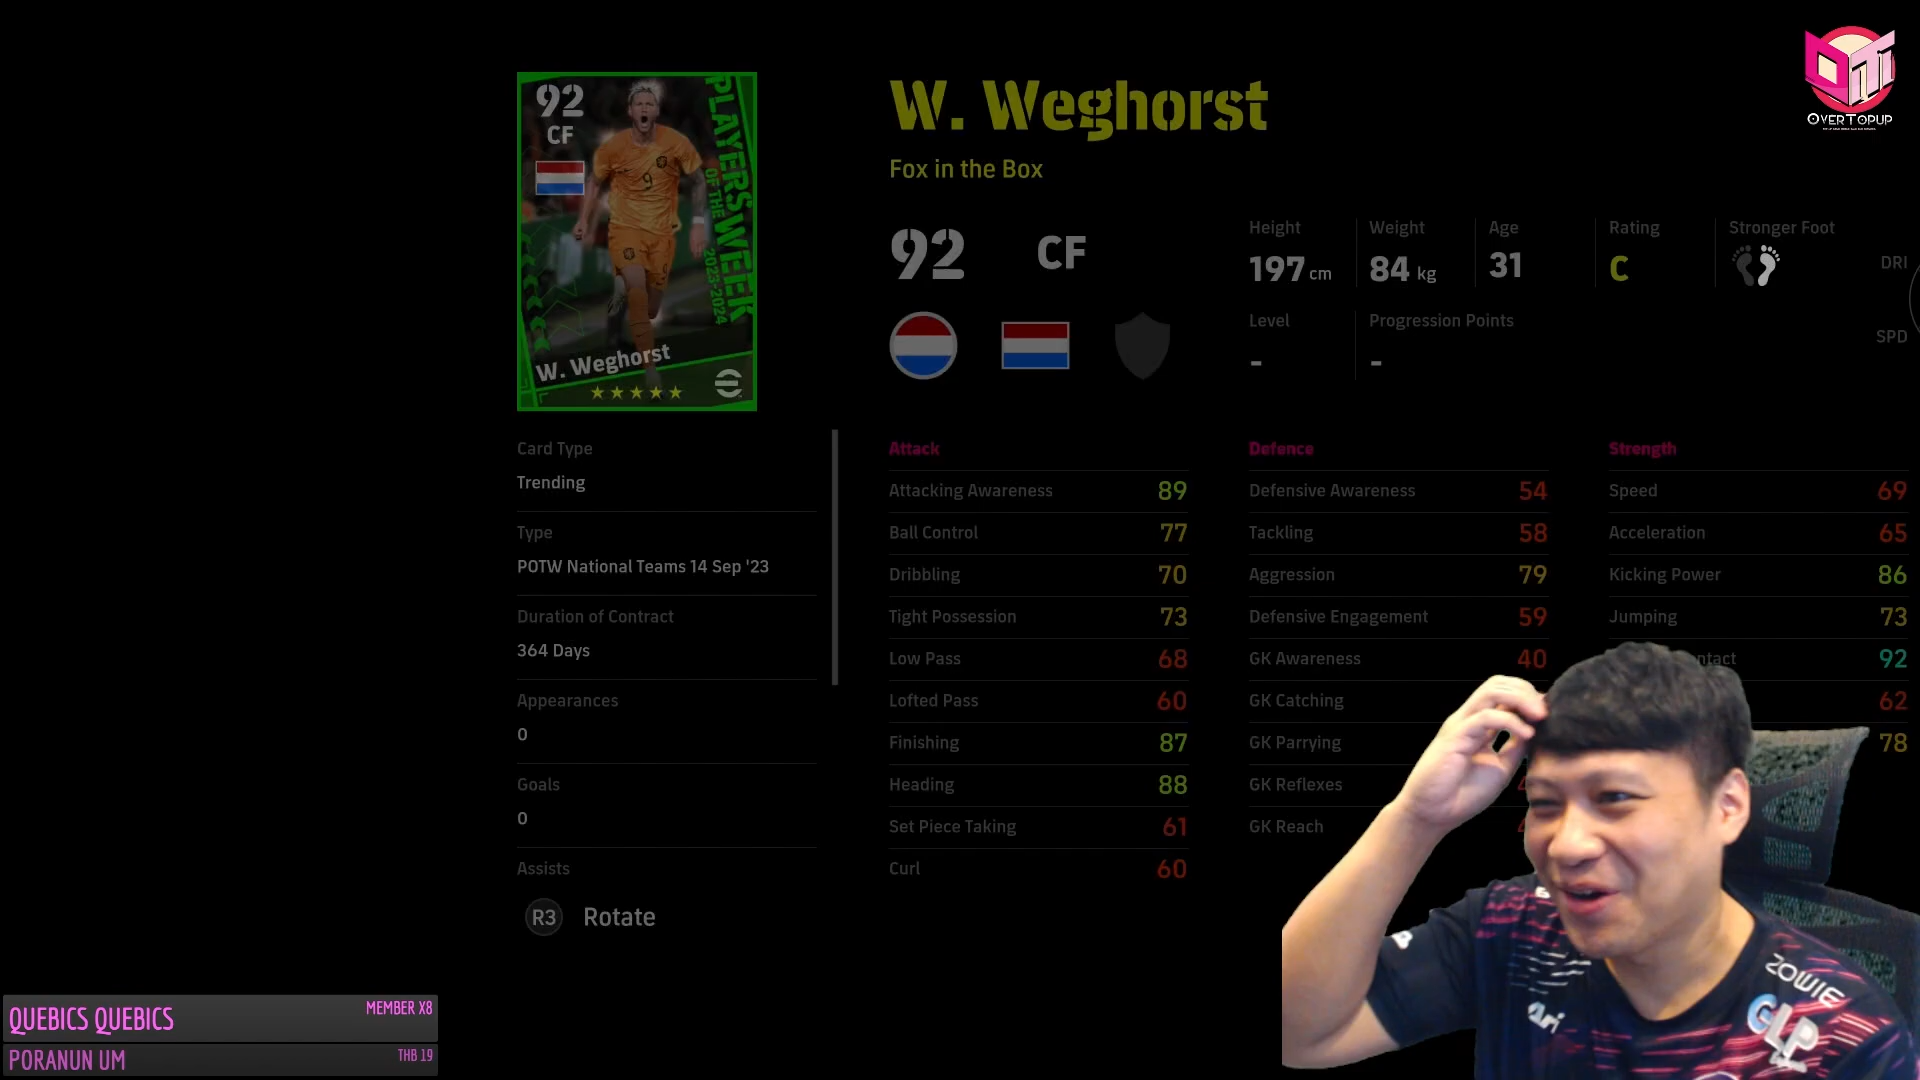 92
CF
PLAYERS
OF THE WEEK
2023-2024
W. Weghorst
W. Weghorst
Fox in the Box
92 CF
Height Weight Age Rating Stronger Foot
197 cm 84 kg 31 C
DRI
Level Progression Points
SPD
- -
OVERTOPUP
Card Type
Trending
Type
POTW National Teams 14 Sep '23
Duration of Contract
364 Days
Appearances
0
Goals
0
Assists
R3 Rotate
Attack
Attacking Awareness 89
Ball Control 77
Dribbling 70
Tight Possession 73
Low Pass 68
Lofted Pass 60
Finishing 87
Heading 88
Set Piece Taking 61
Curl 60
Defence
Defensive Awareness 54
Tackling 58
Aggression 79
Defensive Engagement 59
GK Awareness 40
GK Catching
GK Parrying
GK Reflexes
GK Reach
Strength
Speed 69
Acceleration 65
Kicking Power 86
Jumping 73
ntact 92
62
78
ZOWIE
GLP
Ari
QUEBICS QUEBICS MEMBER X8
PORANUN UM THB 19